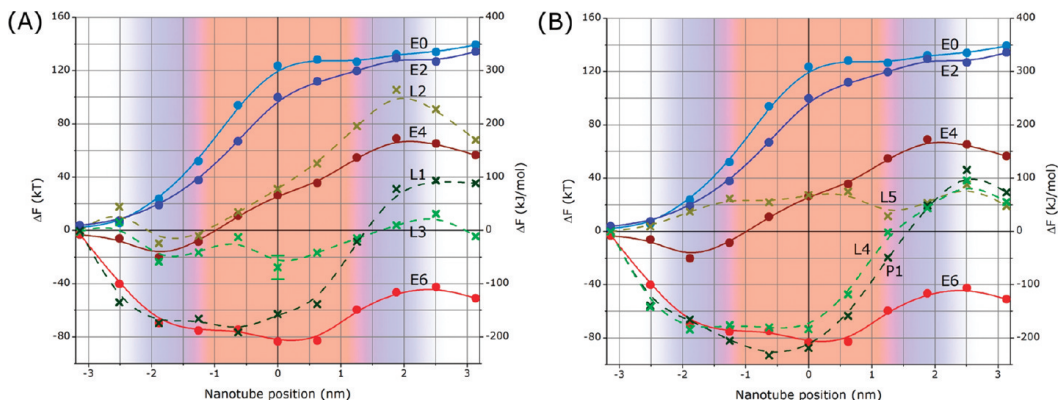 (A)
160
120
80
40
0
-40
-80
ΔF (kT)
400
300
200
100
0
-100
-200
ΔF (kJ/mol)
E0
E2
L2
E4
L1
L3
E6
-3 -2 -1 0 1 2 3
Nanotube position (nm)
(B)
160
120
80
40
0
-40
-80
ΔF (kT)
400
300
200
100
0
-100
-200
ΔF (kJ/mol)
E0
E2
E4
L5
L4
P1
E6
-3 -2 -1 0 1 2 3
Nanotube position (nm)